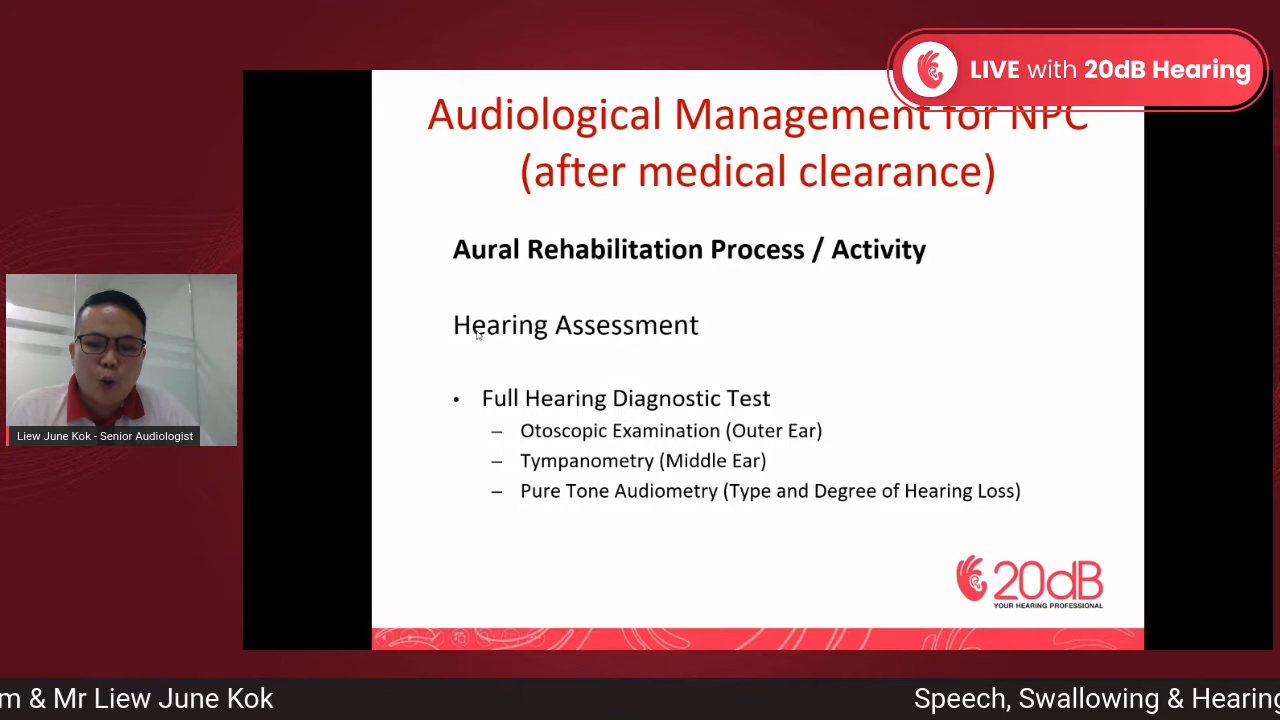 LIVE with 20dB Hearing
Audiological Management for NPC
(after medical clearance)
Aural Rehabilitation Process / Activity
Hearing Assessment
• Full Hearing Diagnostic Test
– Otoscopic Examination (Outer Ear)
– Tympanometry (Middle Ear)
– Pure Tone Audiometry (Type and Degree of Hearing Loss)
Liew June Kok - Senior Audiologist
20dB
YOUR HEARING PROFESSIONAL
m & Mr Liew June Kok
Speech, Swallowing & Hearing